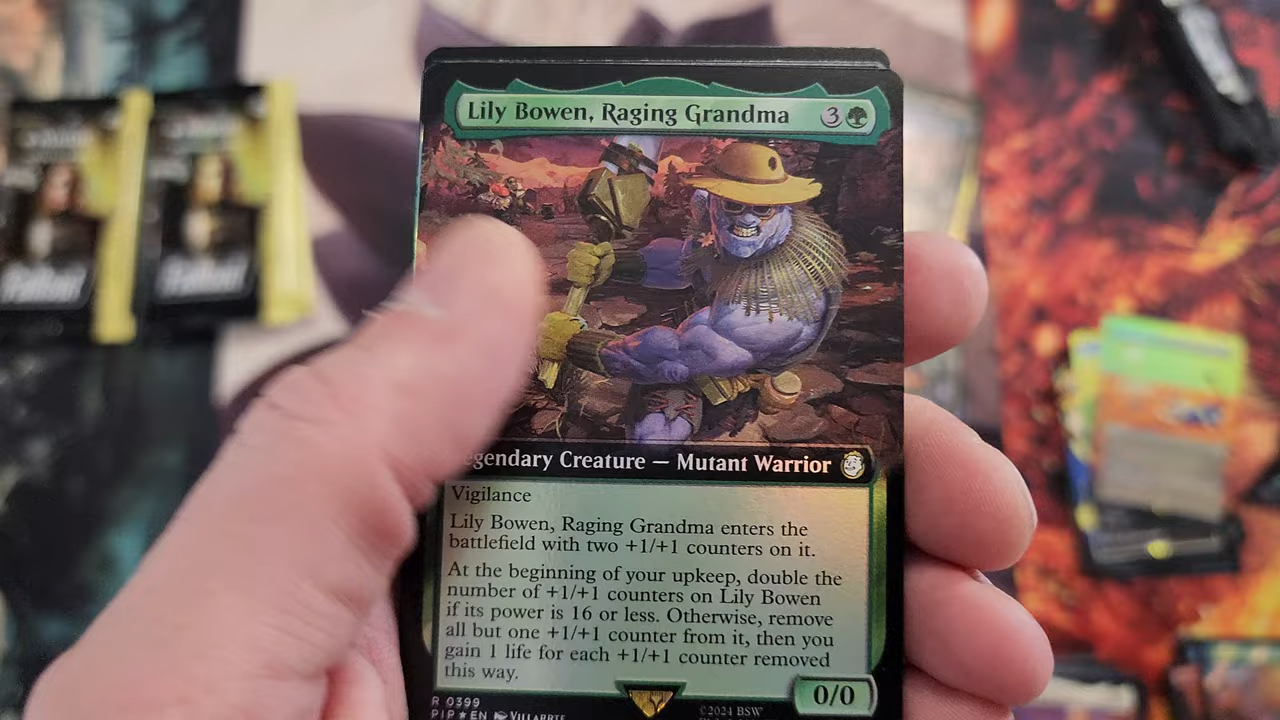 Lily Bowen, Raging Grandma 3
egendary Creature — Mutant Warrior
Vigilance
Lily Bowen, Raging Grandma enters the
battlefield with two +1/+1 counters on it.
At the beginning of your upkeep, double the
number of +1/+1 counters on Lily Bowen
if its power is 16 or less. Otherwise, remove
all but one +1/+1 counter from it, then you
gain 1 life for each +1/+1 counter removed
this way.
0/0
R 0399
PIP★EN VILLARRTE
©2024 BSW